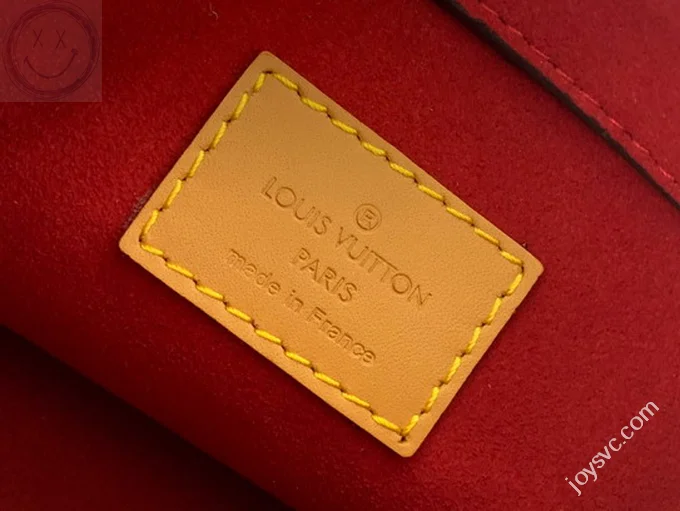 ®
LOUIS VUITTON
PARIS
made in France
joysvc.com